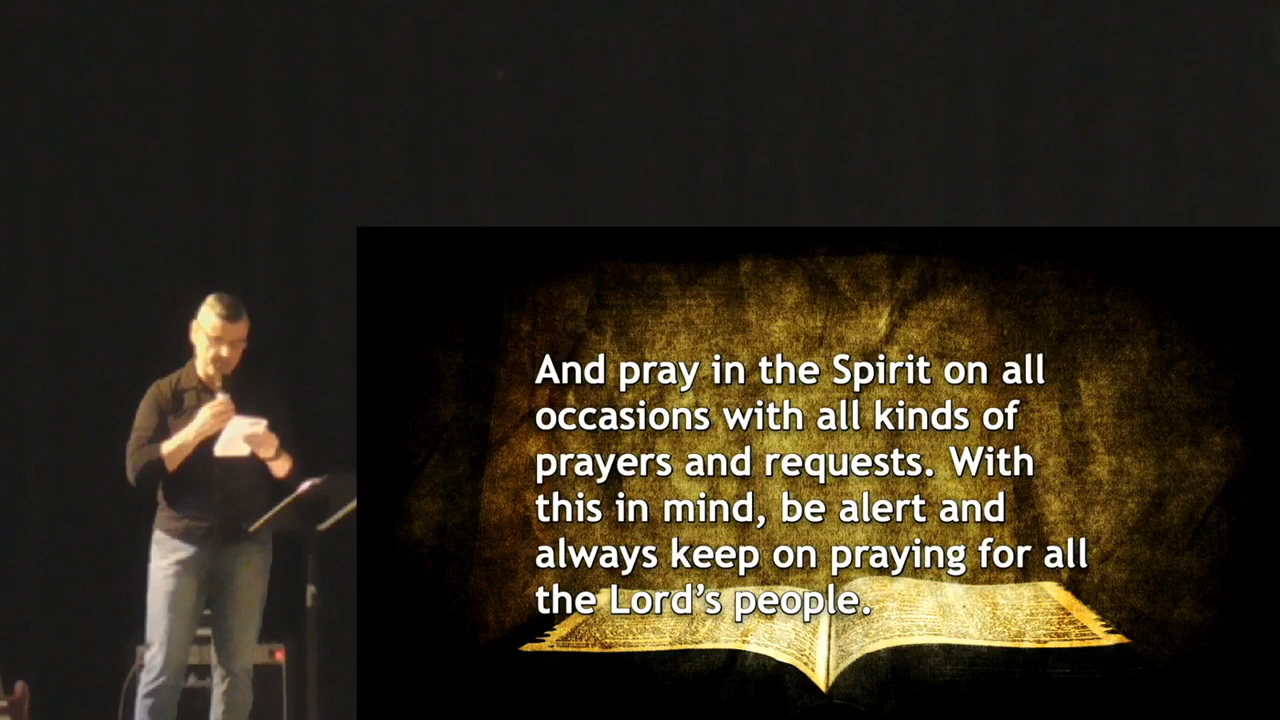 And pray in the Spirit on all
occasions with all kinds of
prayers and requests. With
this in mind, be alert and
always keep on praying for all
the Lord’s people.